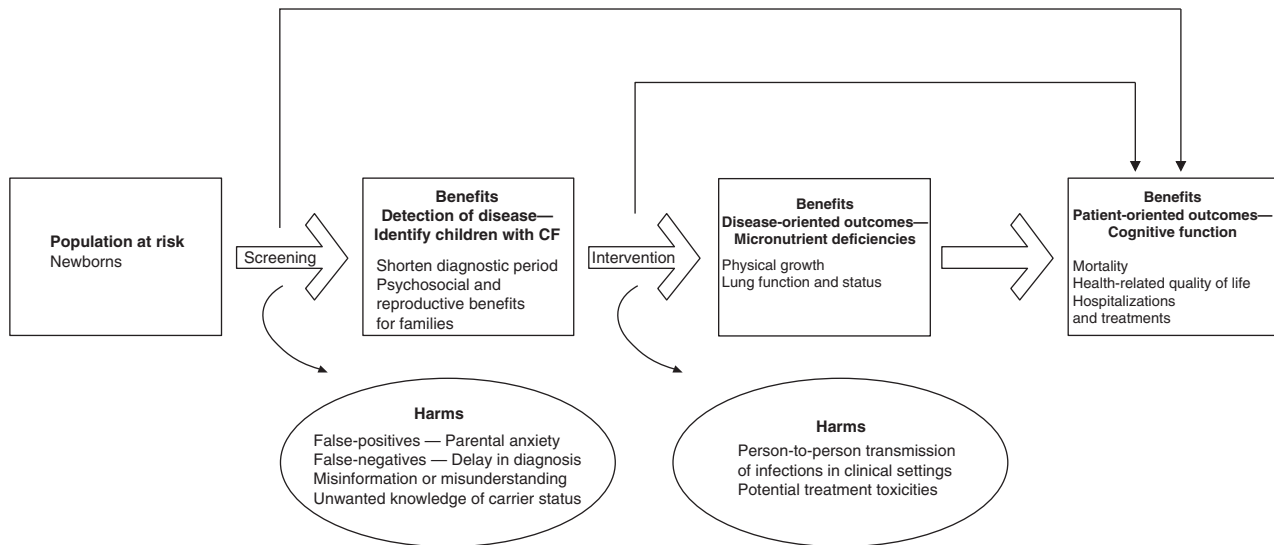 Population at risk
Newborns
Screening
Benefits
Detection of disease—
Identify children with CF
Shorten diagnostic period
Psychosocial and
reproductive benefits
for families
Intervention
Benefits
Disease-oriented outcomes—
Micronutrient deficiencies
Physical growth
Lung function and status
Benefits
Patient-oriented outcomes—
Cognitive function
Mortality
Health-related quality of life
Hospitalizations
and treatments
Harms
False-positives — Parental anxiety
False-negatives — Delay in diagnosis
Misinformation or misunderstanding
Unwanted knowledge of carrier status
Harms
Person-to-person transmission
of infections in clinical settings
Potential treatment toxicities